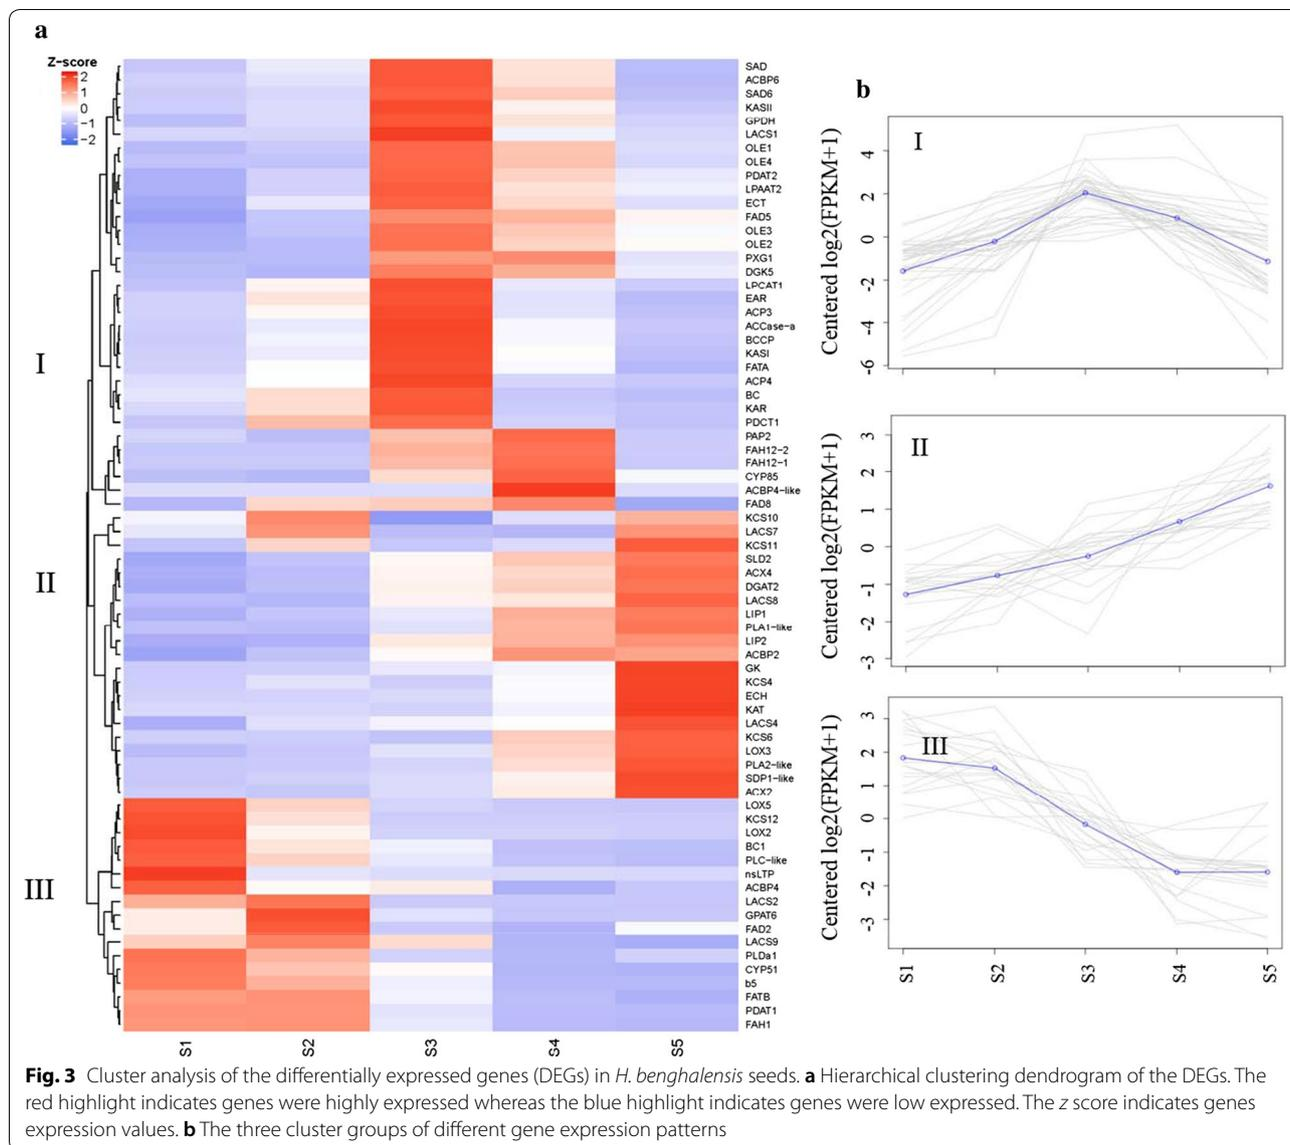 a
Z-score
2
1
0
−1
−2
SAD
ACBP6
SAD6
KASII
GPDH
LACS1
OLE1
OLE4
PDAT2
LPAAT2
ECT
FAD5
OLE3
OLE2
PXG1
DGK5
LPCAT1
EAR
ACP3
ACCase−a
BCCP
KASI
FATA
ACP4
BC
KAR
PDCT1
PAP2
FAH12−2
FAH12−1
CYP85
ACBP4−like
FAD8
KCS10
LACS7
KCS11
SLD2
ACX4
DGAT2
LACS8
LIP1
PLA1−like
LIP2
ACBP2
GK
KCS4
ECH
KAT
LACS4
KCS6
LOX3
PLA2−like
SDP1−like
ACX2
LOX5
KCS12
LOX2
BC1
PLC−like
nsLTP
ACBP4
LACS2
GPAT6
FAD2
LACS9
PLDa1
CYP51
b5
FATB
PDAT1
FAH1
I
II
III
S1 S2 S3 S4 S5
b
I
Centered log2(FPKM+1)
4
2
0
-2
-4
-6
II
Centered log2(FPKM+1)
3
2
1
0
-1
-2
-3
III
Centered log2(FPKM+1)
3
2
1
0
-1
-2
-3
S1 S2 S3 S4 S5
Fig. 3 Cluster analysis of the differentially expressed genes (DEGs) in H. benghalensis seeds. a Hierarchical clustering dendrogram of the DEGs. The
red highlight indicates genes were highly expressed whereas the blue highlight indicates genes were low expressed. The z score indicates genes
expression values. b The three cluster groups of different gene expression patterns